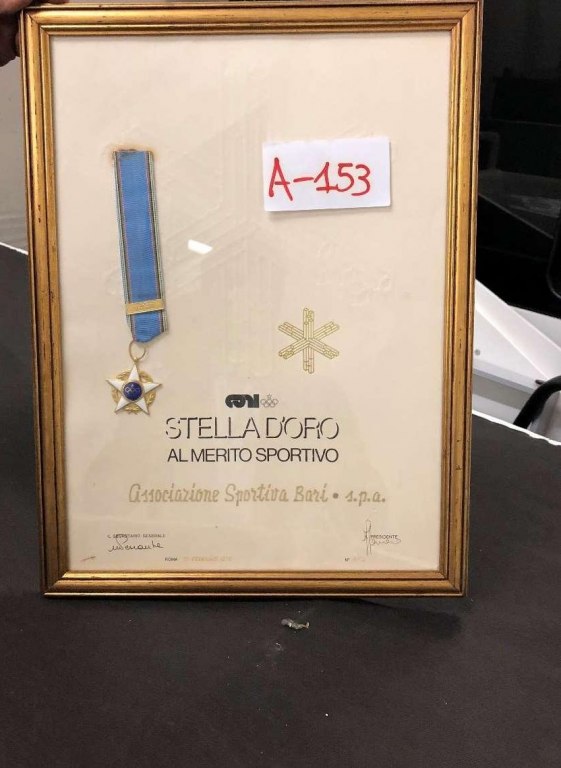 A-153
CONI
STELLA D'ORO
AL MERITO SPORTIVO
Associazione Sportiva Bari • s.p.a.
IL SEGRETARIO GENERALE
IL PRESIDENTE
ROMA
N°